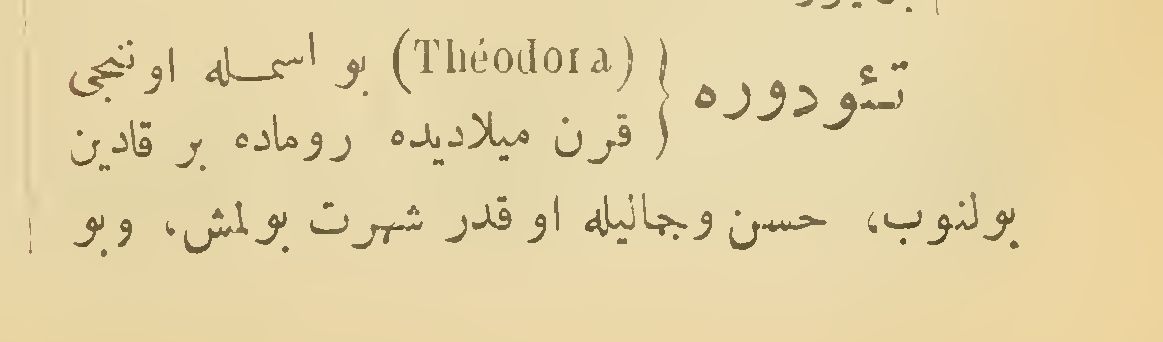 تئودوره { (Théodora) بو اسمله اوننجی
قرن میلادیده روماده بر قادین
بولنوب، حسن وجمالیله او قدر شهرت بولمش، وبو